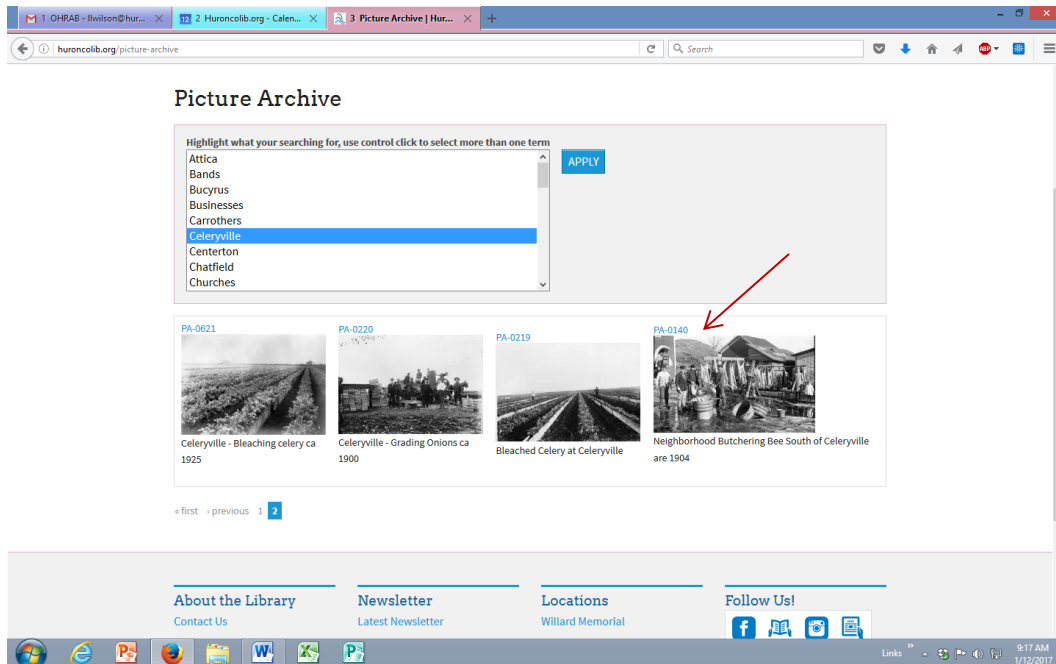 1 OHRAB - llwilson@hur...
2 Huroncolib.org - Calen...
3 Picture Archive | Hur...
huroncolib.org/picture-archive
Search
ABP
Picture Archive
Highlight what your searching for, use control click to select more than one term
Attica
Bands
Bucyrus
Businesses
Carrothers
Celeryville
Centerton
Chatfield
Churches
APPLY
PA-0621
Celeryville - Bleaching celery ca
1925
PA-0220
Celeryville - Grading Onions ca
1900
PA-0219
Bleached Celery at Celeryville
PA-0140
Neighborhood Butchering Bee South of Celeryville
are 1904
« first ‹ previous 1 2
About the Library
Contact Us
Newsletter
Latest Newsletter
Locations
Willard Memorial
Follow Us!
Links
9:17 AM
1/12/2017